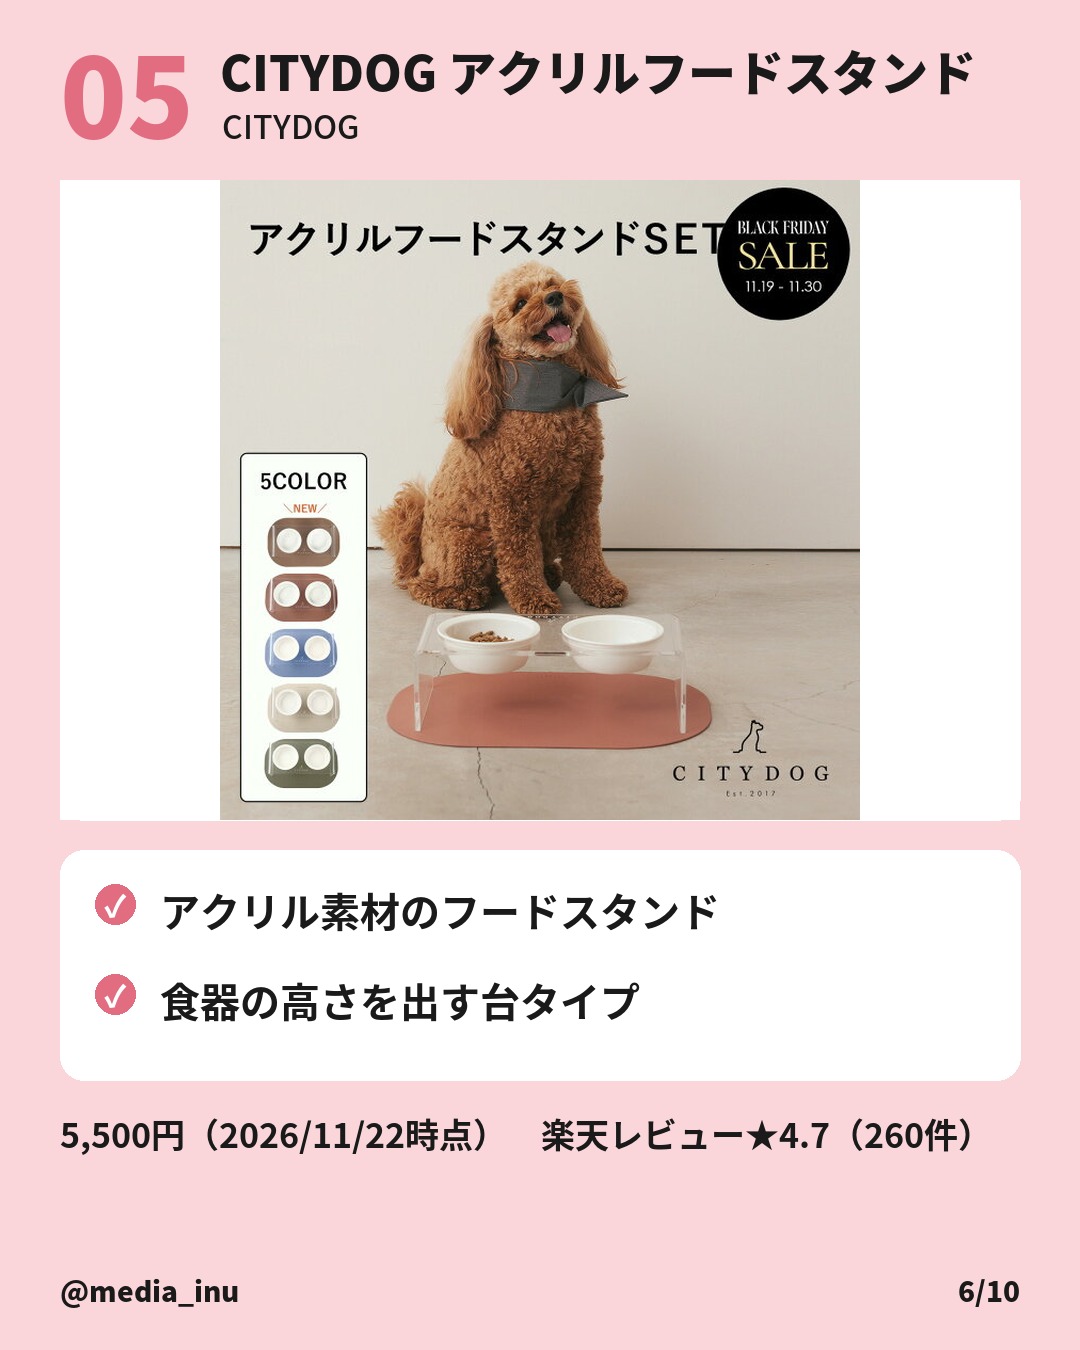 05
CITYDOG アクリルフードスタンド
CITYDOG
アクリルフードスタンドSET
BLACK FRIDAY
SALE
11.19 - 11.30
5COLOR
\NEW/
CITYDOG
Est.2017
✓ アクリル素材のフードスタンド
✓ 食器の高さを出す台タイプ
5,500円（2026/11/22時点） 楽天レビュー★4.7（260件）
@media_inu
6/10